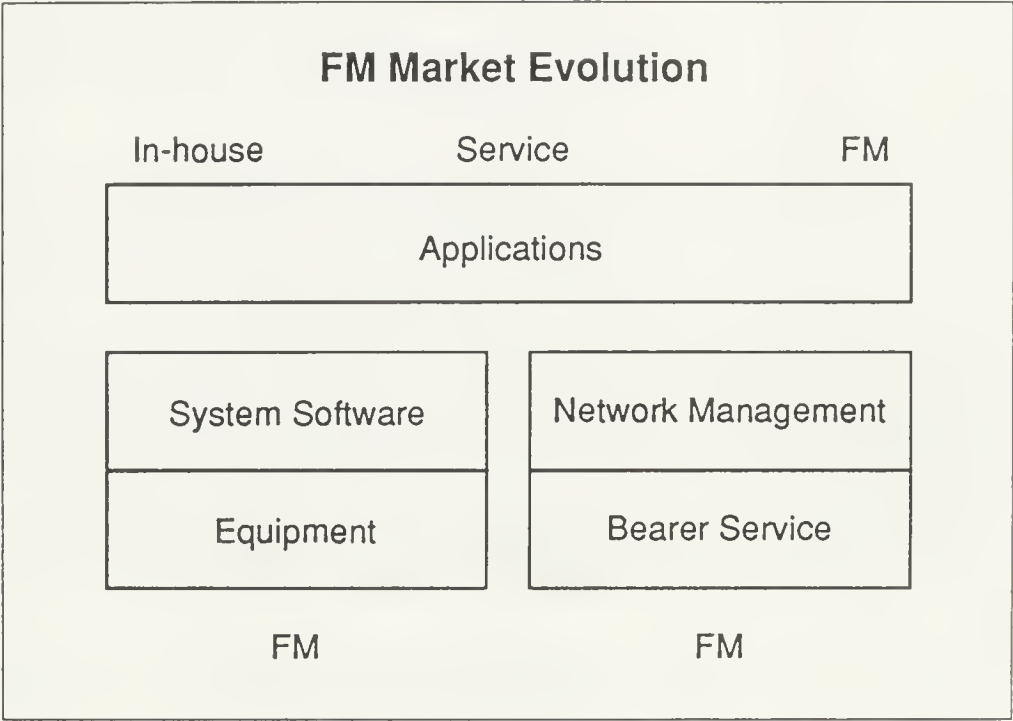 FM Market Evolution
In-house Service FM
Applications
System Software Network Management
Equipment Bearer Service
FM FM